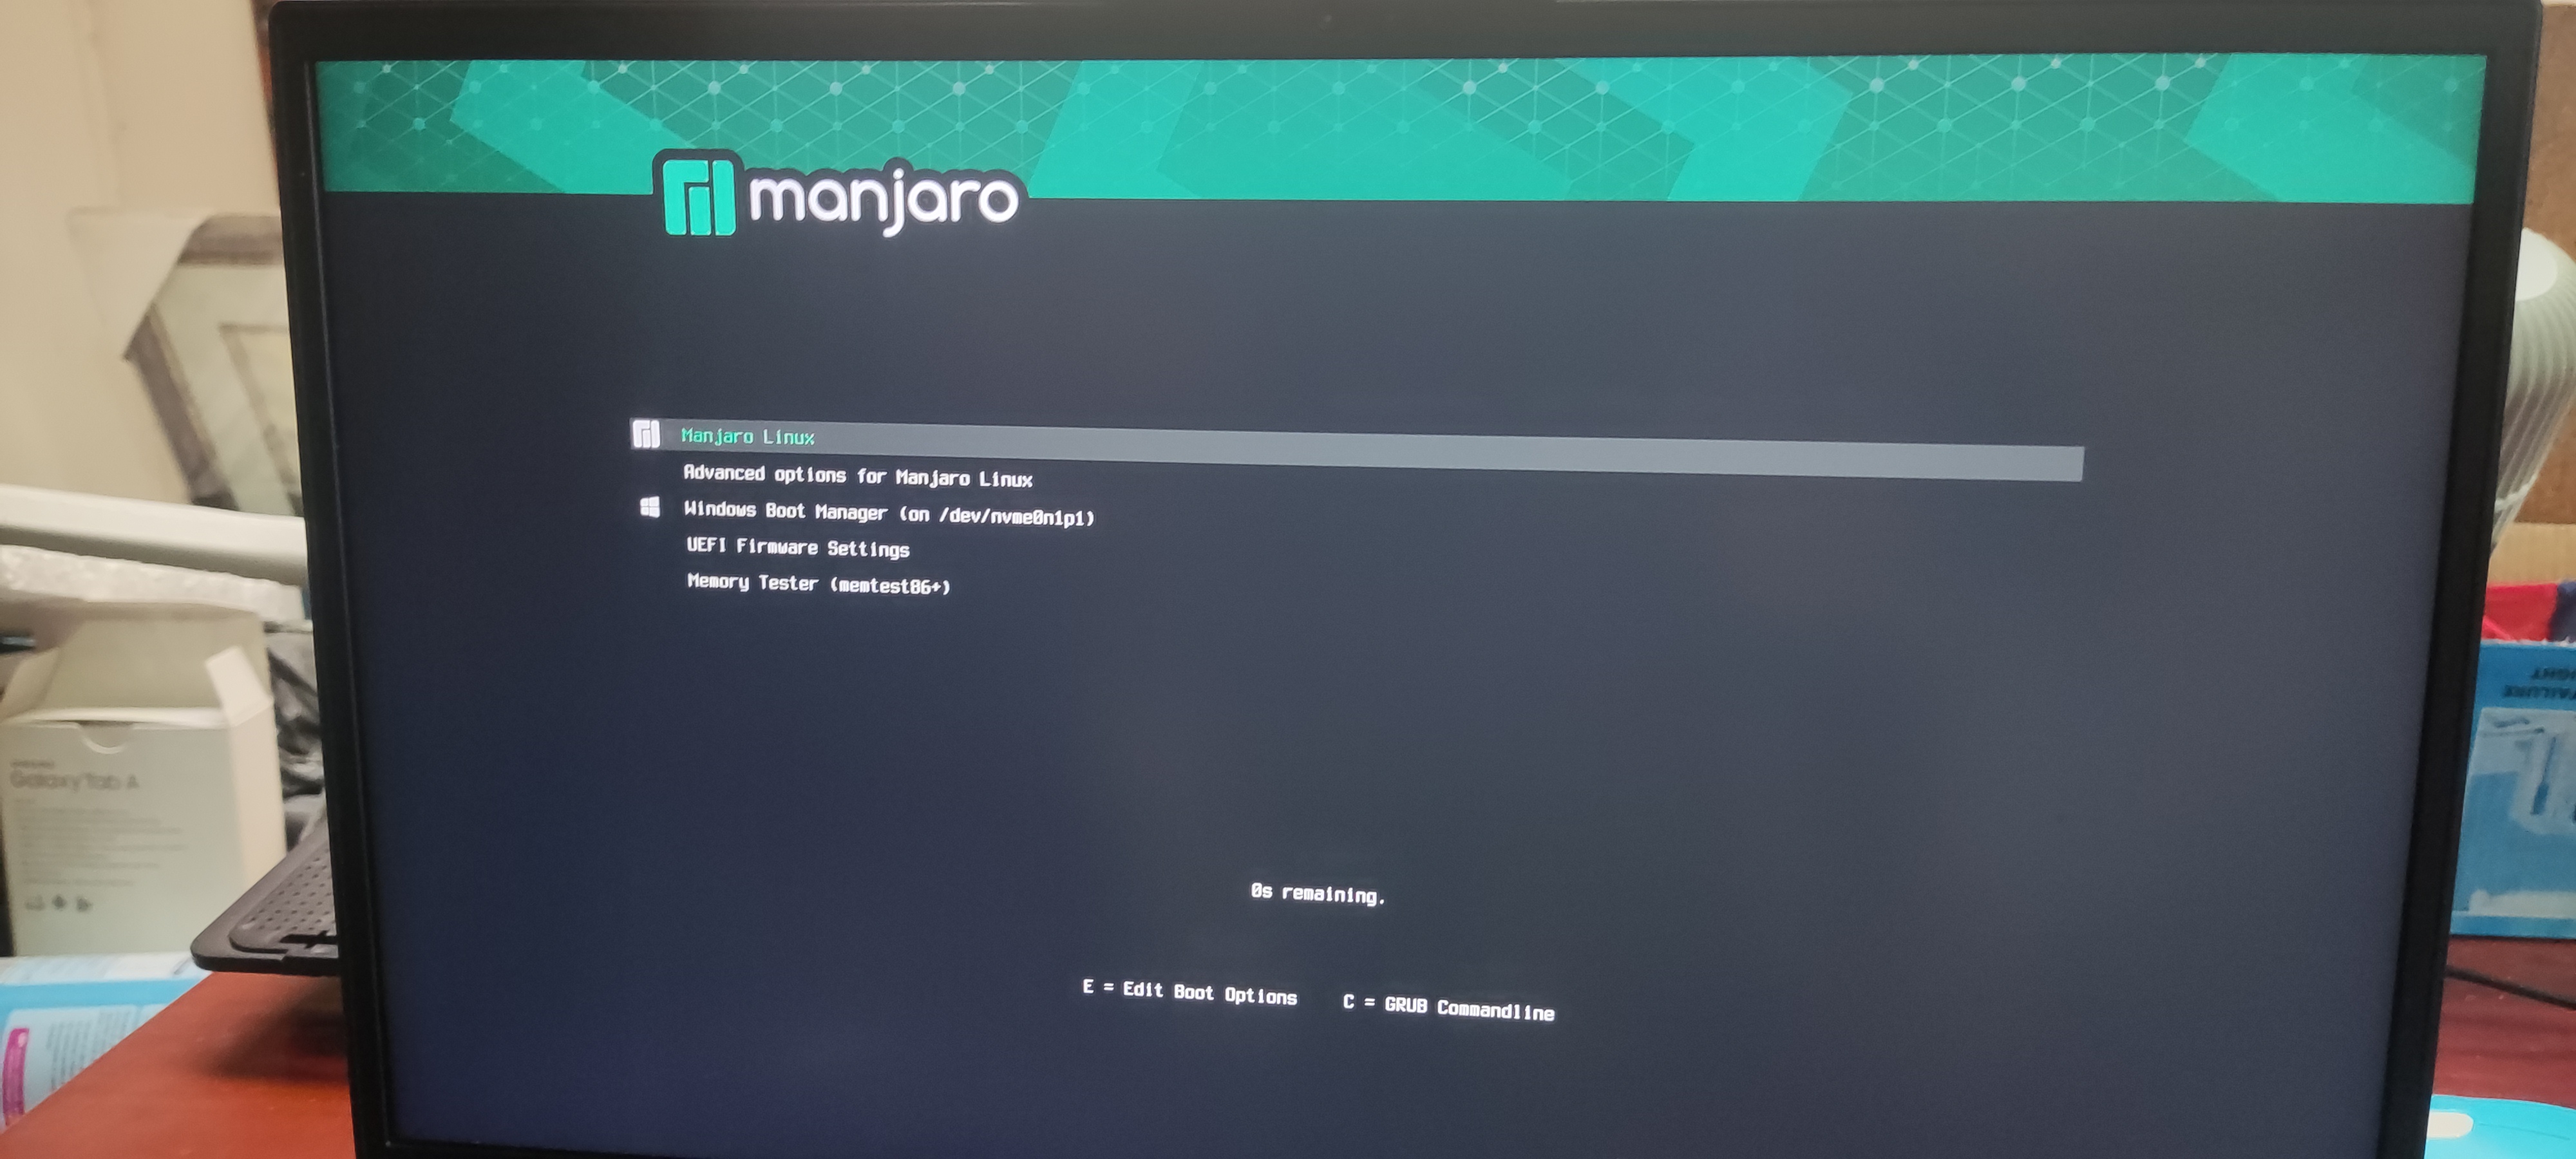 manjaro
Manjaro Linux
Advanced options for Manjaro Linux
Windows Boot Manager (on /dev/nvme0n1p1)
UEFI Firmware Settings
Memory Tester (memtest86+)
0s remaining.
E = Edit Boot Options    C = GRUB Commandline
Galaxy Tab A